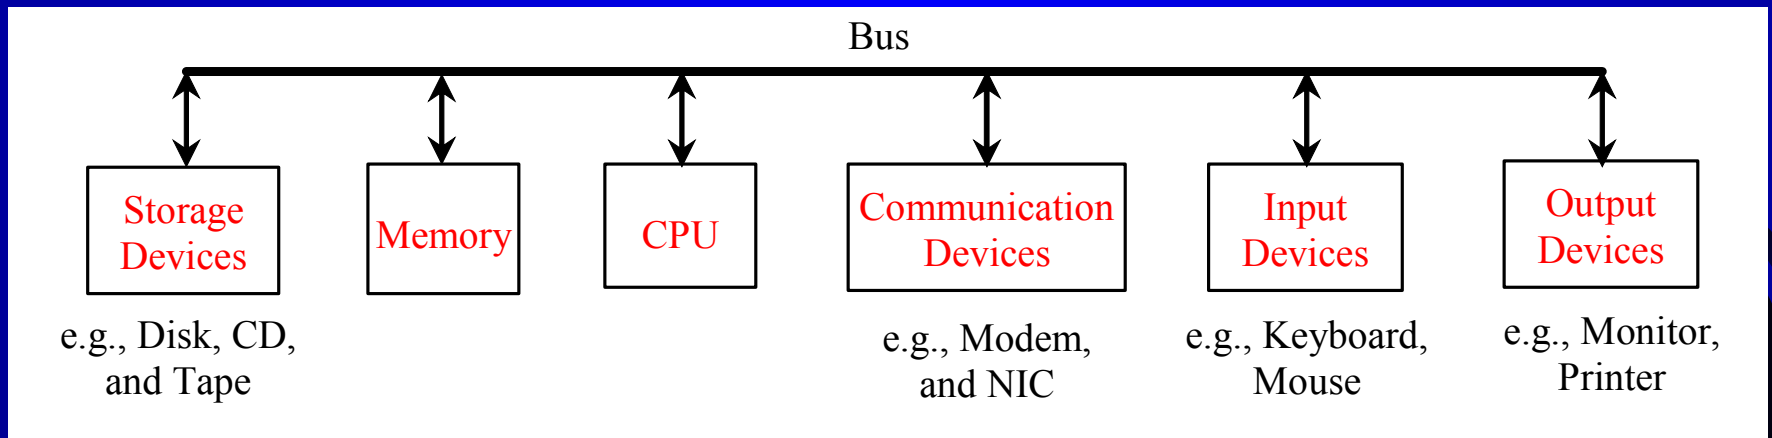 Bus
Storage
Devices
Memory
CPU
Communication
Devices
Input
Devices
Output
Devices
e.g., Disk, CD,
and Tape
e.g., Modem,
and NIC
e.g., Keyboard,
Mouse
e.g., Monitor,
Printer